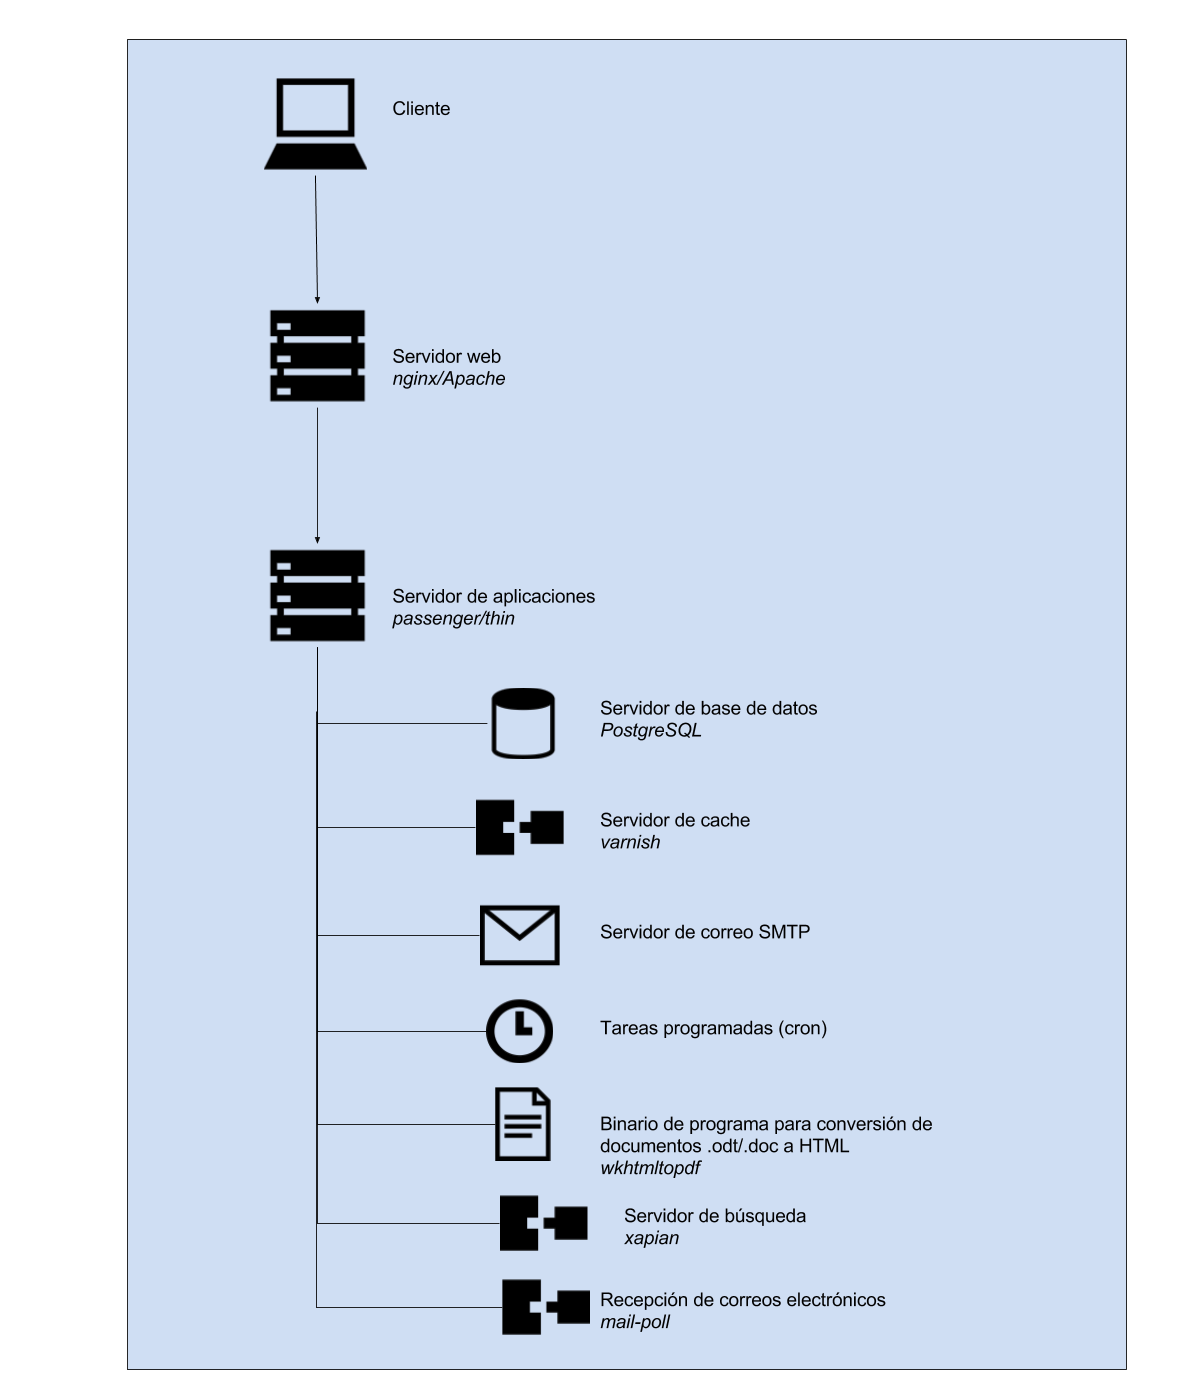 Cliente
Servidor web
nginx/Apache
Servidor de aplicaciones
passenger/thin
Servidor de base de datos
PostgreSQL
Servidor de cache
varnish
Servidor de correo SMTP
Tareas programadas (cron)
Binario de programa para conversión de
documentos .odt/.doc a HTML
wkhtmltopdf
Servidor de búsqueda
xapian
Recepción de correos electrónicos
mail-poll